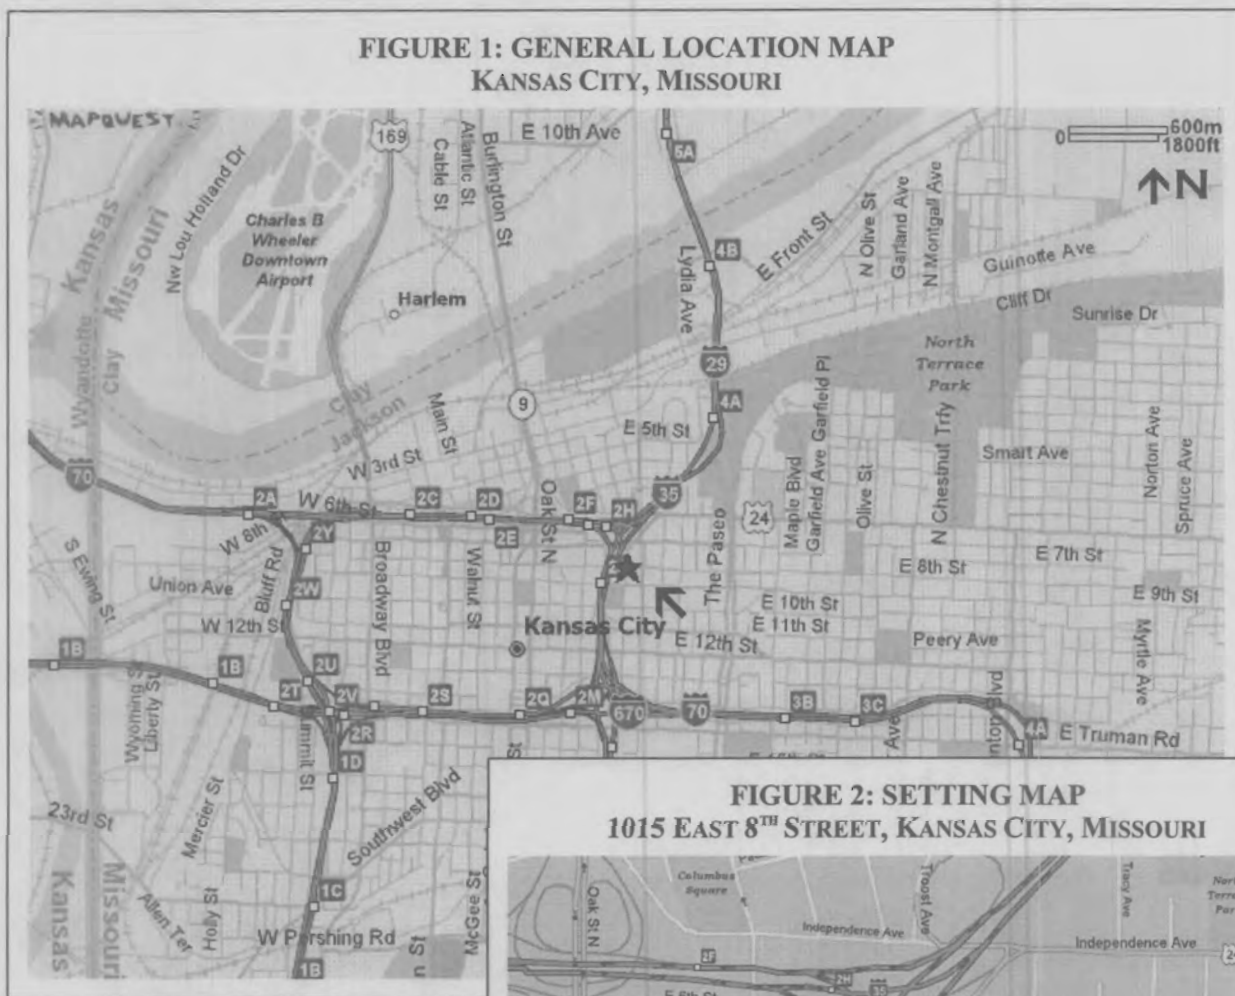 FIGURE 1: GENERAL LOCATION MAP
KANSAS CITY, MISSOURI
MAPQUEST
169
E 10th Ave
Atlantic St
Cable St
Burlington St
5A
0 600m
1800ft
N
Nw Lou Holland Dr
Kansas
Missouri
Charles B
Wheeler
Downtown
Airport
Harlem
Lydia Ave
4B
E Front St
N Olive St
Garland Ave
N Montgall Ave
Guinotte Ave
Cliff Dr
Sunrise Dr
North
Terrace
Park
Wyandotte
Clay
Clay
Jackson
29
4A
9
Main St
E 5th St
W 3rd St
Maple Blvd
Garfield Ave
Garfield Pl
Olive St
N Chestnut Trfy
Smart Ave
Norton Ave
Spruce Ave
70
2A
W 6th St
2C
2D
2E
Oak St N
2F
2H
35
24
W 8th
2Y
S Ewing St
Union Ave
Bluff Rd
2W
W 12th St
Broadway Blvd
Walnut St
The Paseo
E 7th St
E 8th St
E 9th St
E 10th St
E 11th St
Kansas City
E 12th St
Peery Ave
Myrtle Ave
1B
1B
2U
2T
2V
2S
2Q
2M
670
70
3B
3C
4A
E Truman Rd
Wyoming St
Liberty St
2R
1D
23rd St
Mercier St
Southwest Blvd
Kansas
Missouri
Allen Ter
Holly St
1C
W Pershing Rd
McGee St
1B
FIGURE 2: SETTING MAP
1015 EAST 8TH STREET, KANSAS CITY, MISSOURI
Columbus
Square
Oak St N
Troost Ave
Tracy Ave
Independence Ave
Independence Ave
2F
2H
35